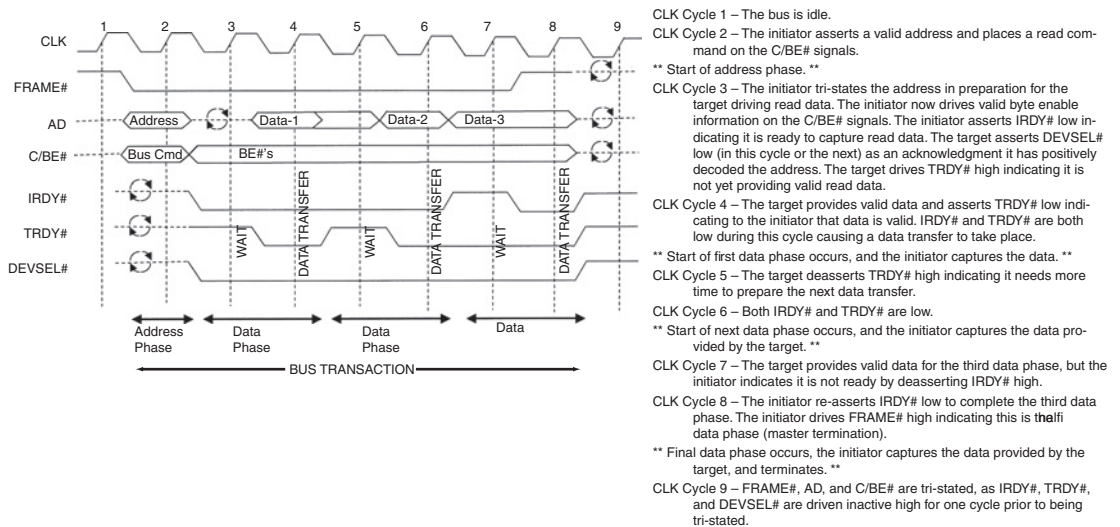 1 2 3 4 5 6 7 8 9
CLK
FRAME#
AD
Address
Data-1
Data-2
Data-3
C/BE#
Bus Cmd
BE#'s
IRDY#
TRDY#
DEVSEL#
WAIT
DATA TRANSFER
WAIT
DATA TRANSFER
WAIT
DATA TRANSFER
Address
Phase
Data
Phase
Data
Phase
Data
BUS TRANSACTION
CLK Cycle 1 – The bus is idle.
CLK Cycle 2 – The initiator asserts a valid address and places a read com-
mand on the C/BE# signals.
** Start of address phase. **
CLK Cycle 3 – The initiator tri-states the address in preparation for the
target driving read data. The initiator now drives valid byte enable
information on the C/BE# signals. The initiator asserts IRDY# low in-
dicating it is ready to capture read data. The target asserts DEVSEL#
low (in this cycle or the next) as an acknowledgment it has positively
decoded the address. The target drives TRDY# high indicating it is
not yet providing valid read data.
CLK Cycle 4 – The target provides valid data and asserts TRDY# low indi-
cating to the initiator that data is valid. IRDY# and TRDY# are both
low during this cycle causing a data transfer to take place.
** Start of first data phase occurs, and the initiator captures the data. **
CLK Cycle 5 – The target deasserts TRDY# high indicating it needs more
time to prepare the next data transfer.
CLK Cycle 6 – Both IRDY# and TRDY# are low.
** Start of next data phase occurs, and the initiator captures the data pro-
vided by the target. **
CLK Cycle 7 – The target provides valid data for the third data phase, but the
initiator indicates it is not ready by deasserting IRDY# high.
CLK Cycle 8 – The initiator re-asserts IRDY# low to complete the third data
phase. The initiator drives FRAME# high indicating this is
data phase (master termination).
** Final data phase occurs, the initiator captures the data provided by the
target, and terminates. **
CLK Cycle 9 – FRAME#, AD, and C/BE# are tri-stated, as IRDY#, TRDY#,
and DEVSEL# are driven inactive high for one cycle prior to being
tri-stated.